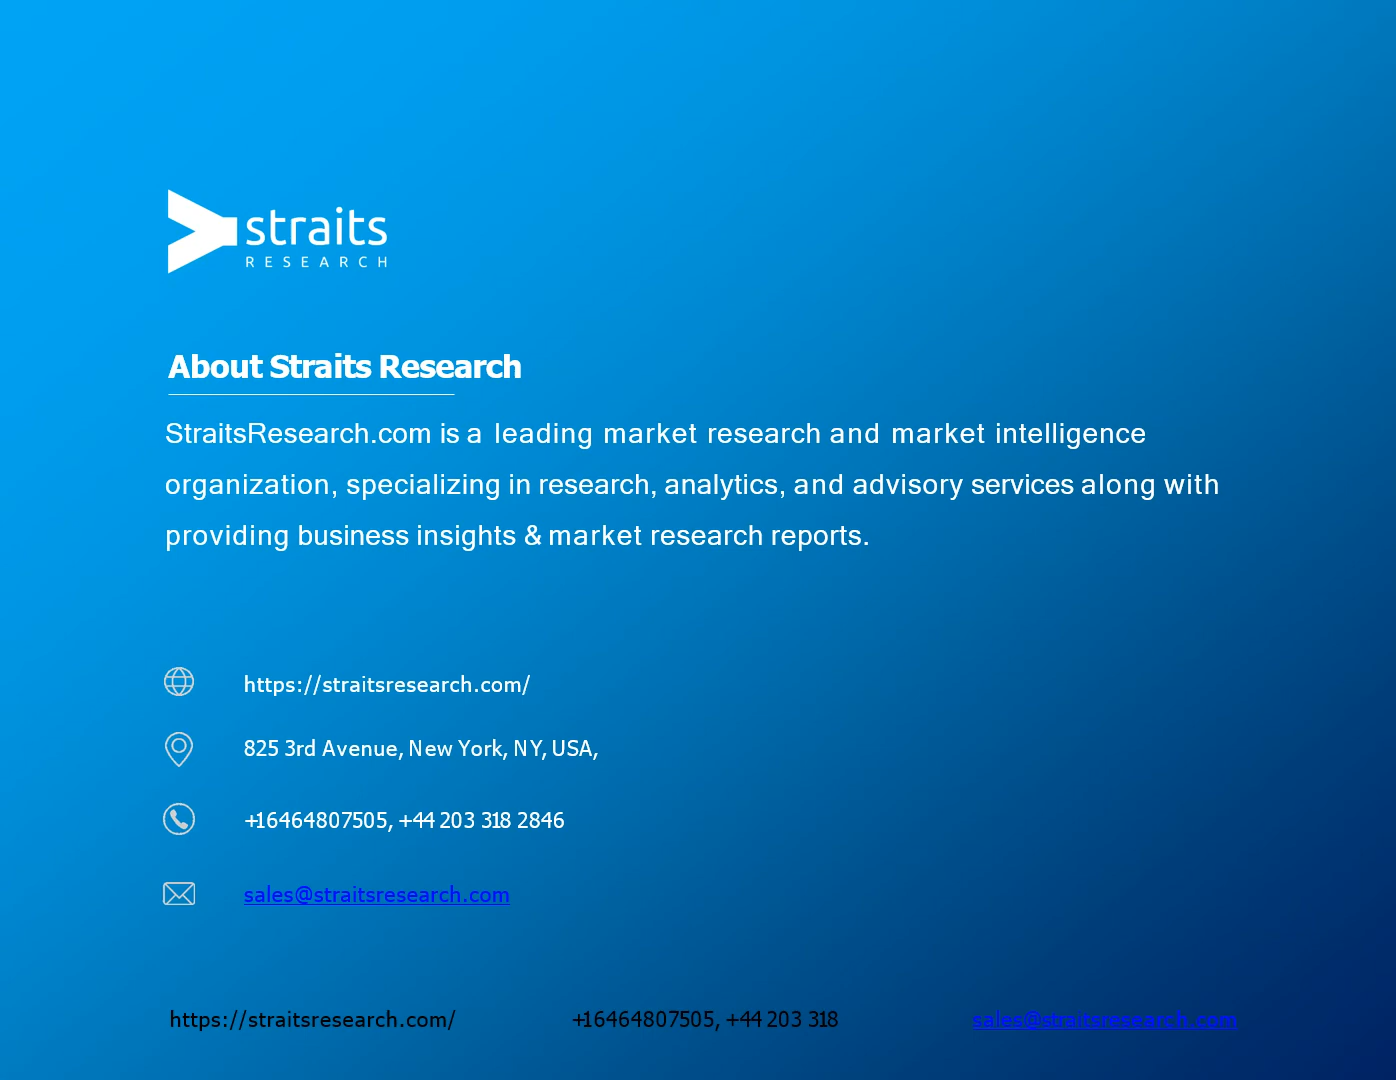 straits
RESEARCH
About Straits Research
StraitsResearch.com is a leading market research and market intelligence
organization, specializing in research, analytics, and advisory services along with
providing business insights & market research reports.
https://straitsresearch.com/
825 3rd Avenue, New York, NY, USA,
+16464807505, +44 203 318 2846
sales@straitsresearch.com
https://straitsresearch.com/ +16464807505, +44 203 318 sales@straitsresearch.com